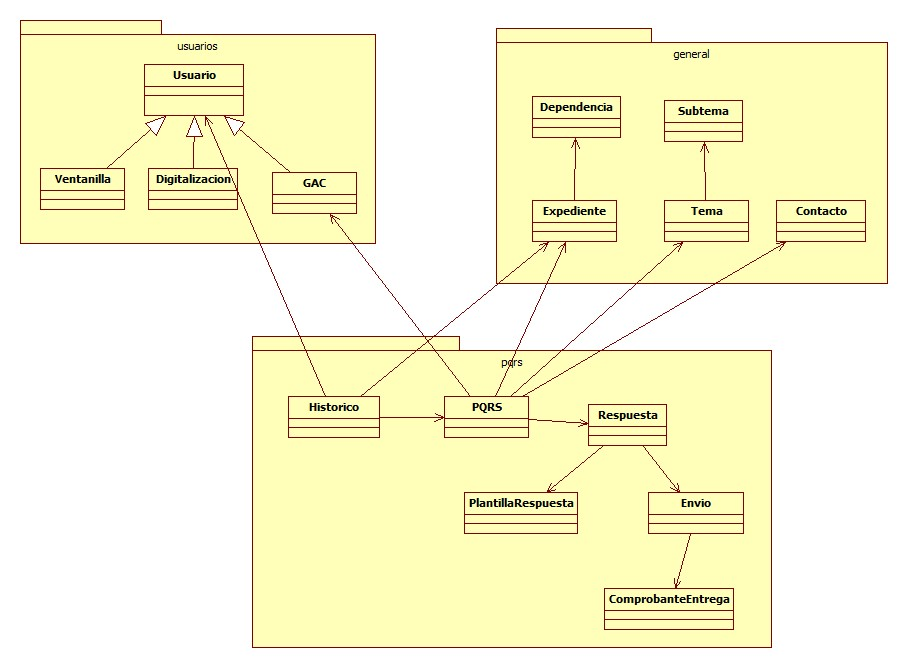 usuarios
Usuario
Ventanilla
Digitalizacion
GAC
general
Dependencia
Subtema
Expediente
Tema
Contacto
pqrs
Historico
PQRS
Respuesta
PlantillaRespuesta
Envio
ComprobanteEntrega